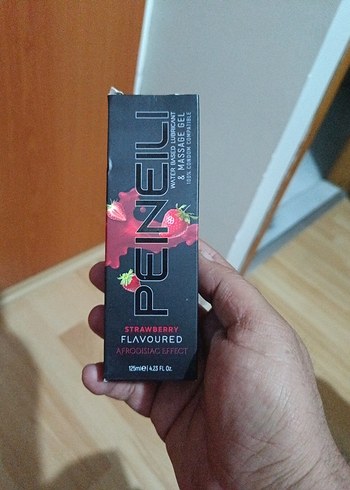 PEINEILI
WATER BASED LUBRICANT
& MASSAGE GEL
100% CONDOM COMPATIBLE
STRAWBERRY
FLAVOURED
AFRODISIAC EFFECT
125ml℮ | 4.23 FL Oz.